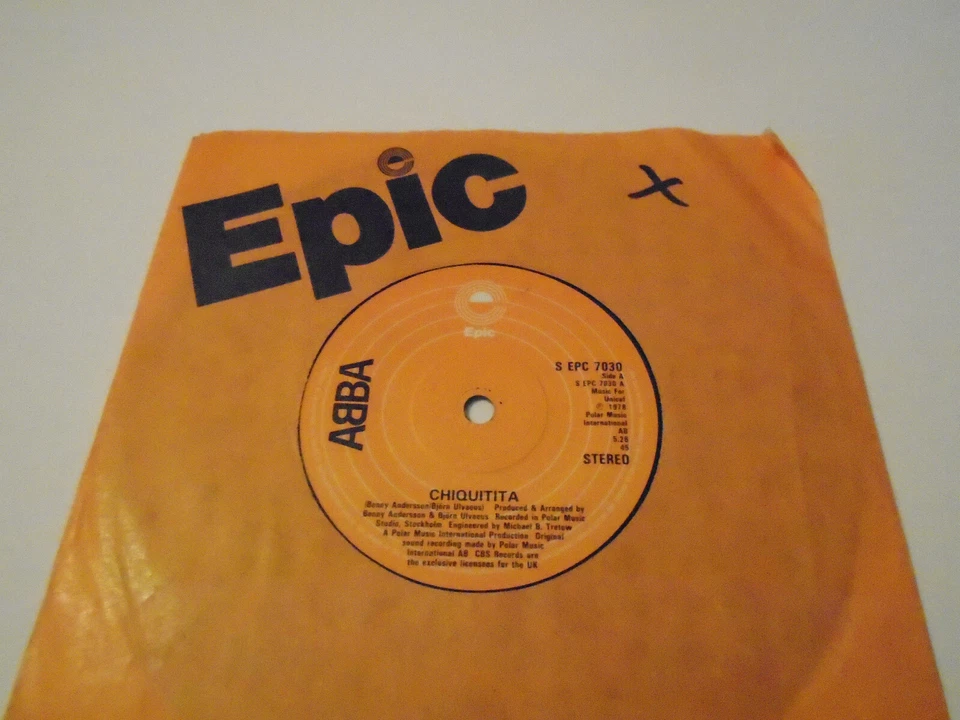 Epic
x
Epic
ABBA
S EPC 7030
Side A
S EPC 7030 A
Music For
Unicef
℗ 1978
Polar Music
International
AB
5.26
45
STEREO
CHIQUITITA
(Benny Andersson/Björn Ulvaeus) Produced & Arranged by
Benny Andersson & Björn Ulvaeus Recorded in Polar Music
Studio, Stockholm Engineered by Michael B. Tretow
A Polar Music International Production Original
sound recording made by Polar Music
International AB CBS Records are
the exclusive licensees for the UK